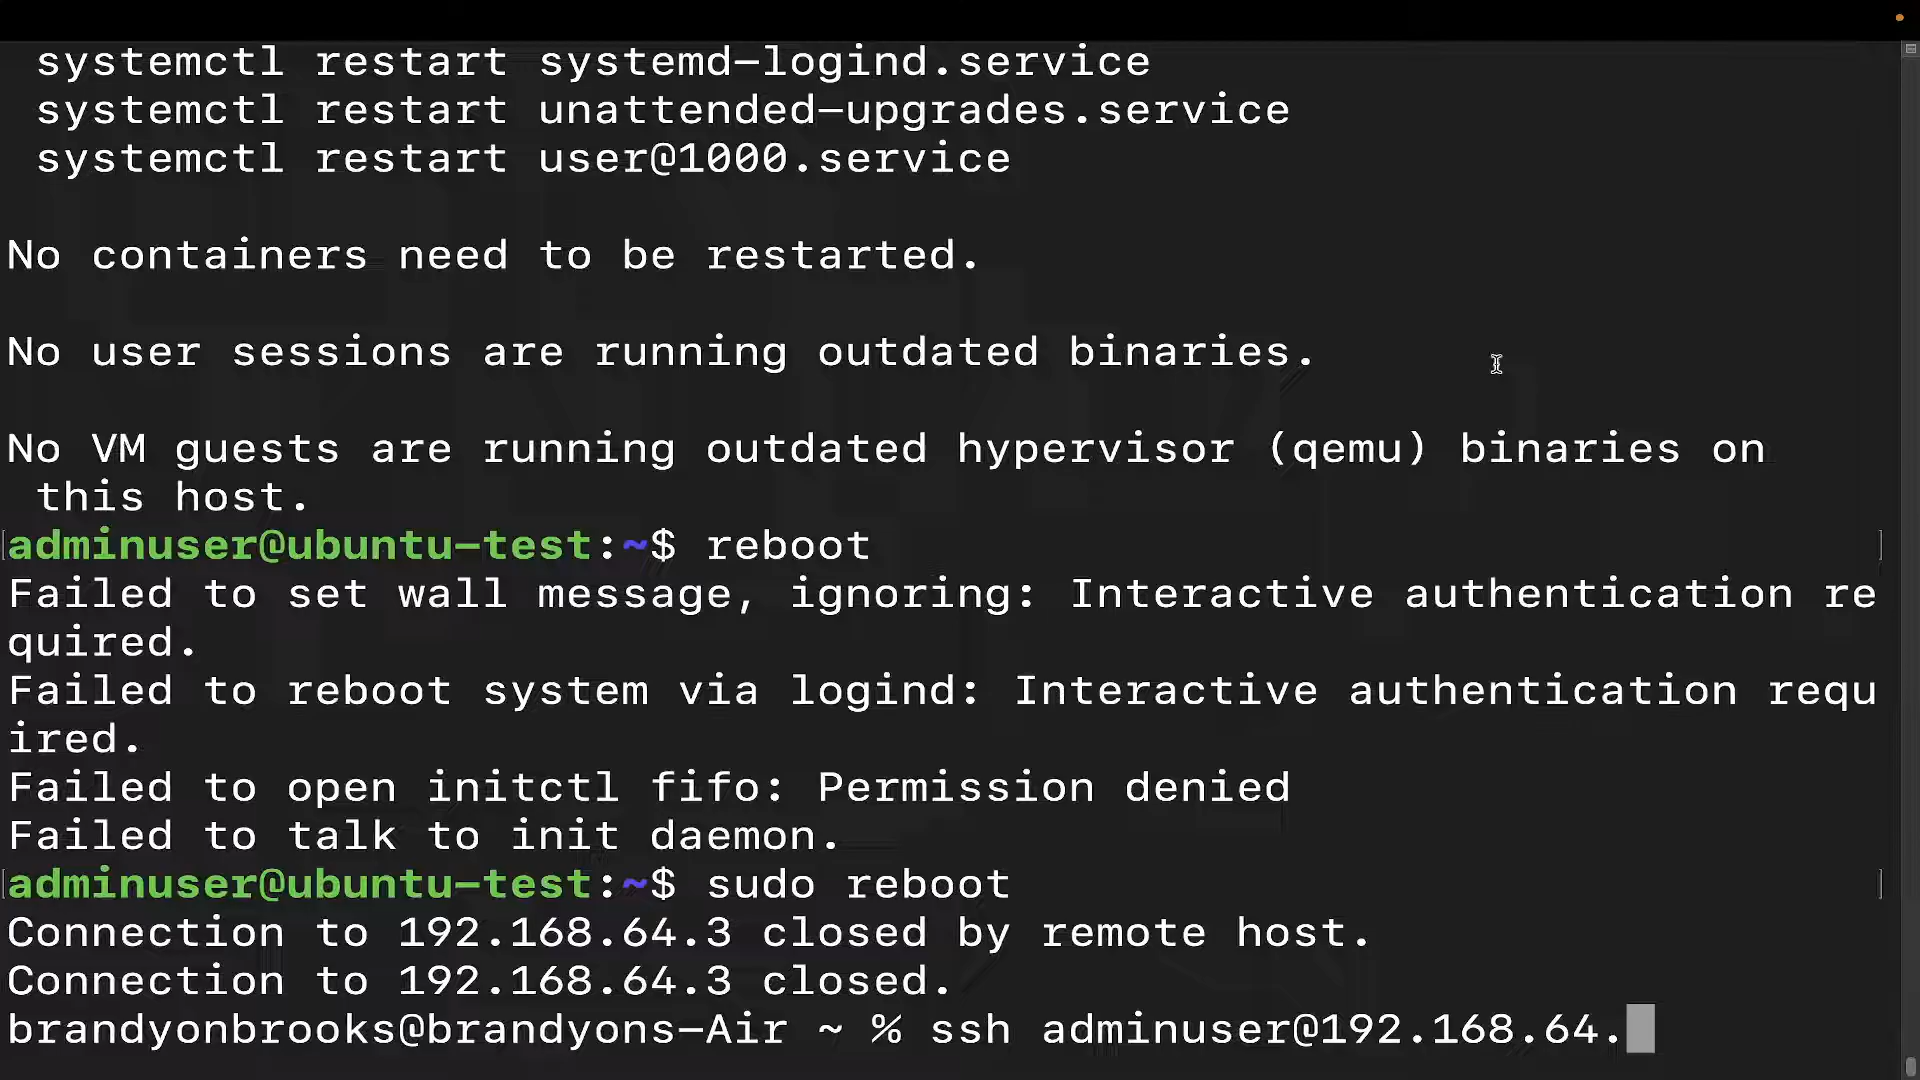 systemctl restart systemd-logind.service
systemctl restart unattended-upgrades.service
systemctl restart user@1000.service
No containers need to be restarted.
No user sessions are running outdated binaries.
No VM guests are running outdated hypervisor (qemu) binaries on
this host.
[adminuser@ubuntu-test:~$ reboot ]
Failed to set wall message, ignoring: Interactive authentication re
quired.
Failed to reboot system via logind: Interactive authentication requ
ired.
Failed to open initctl fifo: Permission denied
Failed to talk to init daemon.
[adminuser@ubuntu-test:~$ sudo reboot ]
Connection to 192.168.64.3 closed by remote host.
Connection to 192.168.64.3 closed.
brandyonbrooks@brandyons-Air ~ % ssh adminuser@192.168.64.